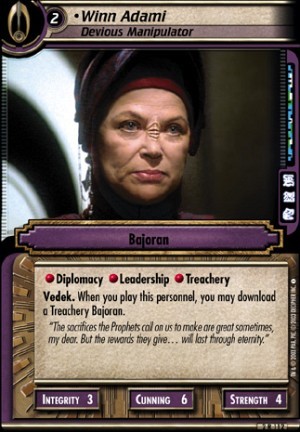 2 • Winn Adami
Devious Manipulator
Bajoran
Diplomacy Leadership Treachery
Vedek. When you play this personnel, you may download
a Treachery Bajoran.
"The sacrifices the Prophets call on us to make are great sometimes,
my dear. But the rewards they give... will last through eternity."
INTEGRITY 3 CUNNING 6 STRENGTH 4